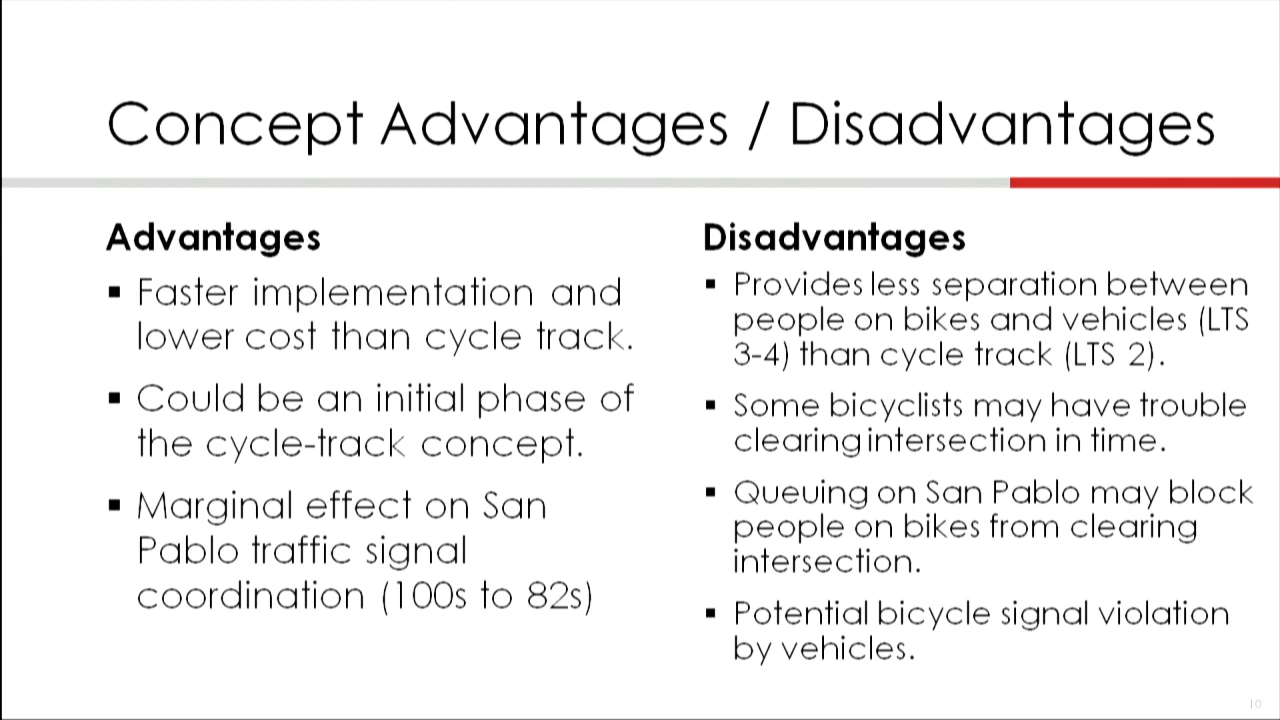 Concept Advantages / Disadvantages
Advantages
▪ Faster implementation and
lower cost than cycle track.
▪ Could be an initial phase of
the cycle-track concept.
▪ Marginal effect on San
Pablo traffic signal
coordination (100s to 82s)
Disadvantages
▪ Provides less separation between
people on bikes and vehicles (LTS
3-4) than cycle track (LTS 2).
▪ Some bicyclists may have trouble
clearing intersection in time.
▪ Queuing on San Pablo may block
people on bikes from clearing
intersection.
▪ Potential bicycle signal violation
by vehicles.
10